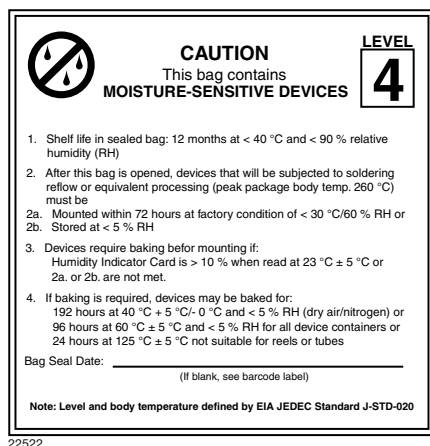 LEVEL
4
CAUTION
This bag contains
MOISTURE-SENSITIVE DEVICES
1. Shelf life in sealed bag: 12 months at < 40 °C and < 90 % relative
humidity (RH)
2. After this bag is opened, devices that will be subjected to soldering
reflow or equivalent processing (peak package body temp. 260 °C)
must be
2a. Mounted within 72 hours at factory condition of < 30 °C/60 % RH or
2b. Stored at < 5 % RH
3. Devices require baking befor mounting if:
Humidity Indicator Card is > 10 % when read at 23 °C ± 5 °C or
2a. or 2b. are not met.
4. If baking is required, devices may be baked for:
192 hours at 40 °C + 5 °C/- 0 °C and < 5 % RH (dry air/nitrogen) or
96 hours at 60 °C ± 5 °C and < 5 % RH for all device containers or
24 hours at 125 °C ± 5 °C not suitable for reels or tubes
Bag Seal Date:
(If blank, see barcode label)
Note: Level and body temperature defined by EIA JEDEC Standard J-STD-020
22522